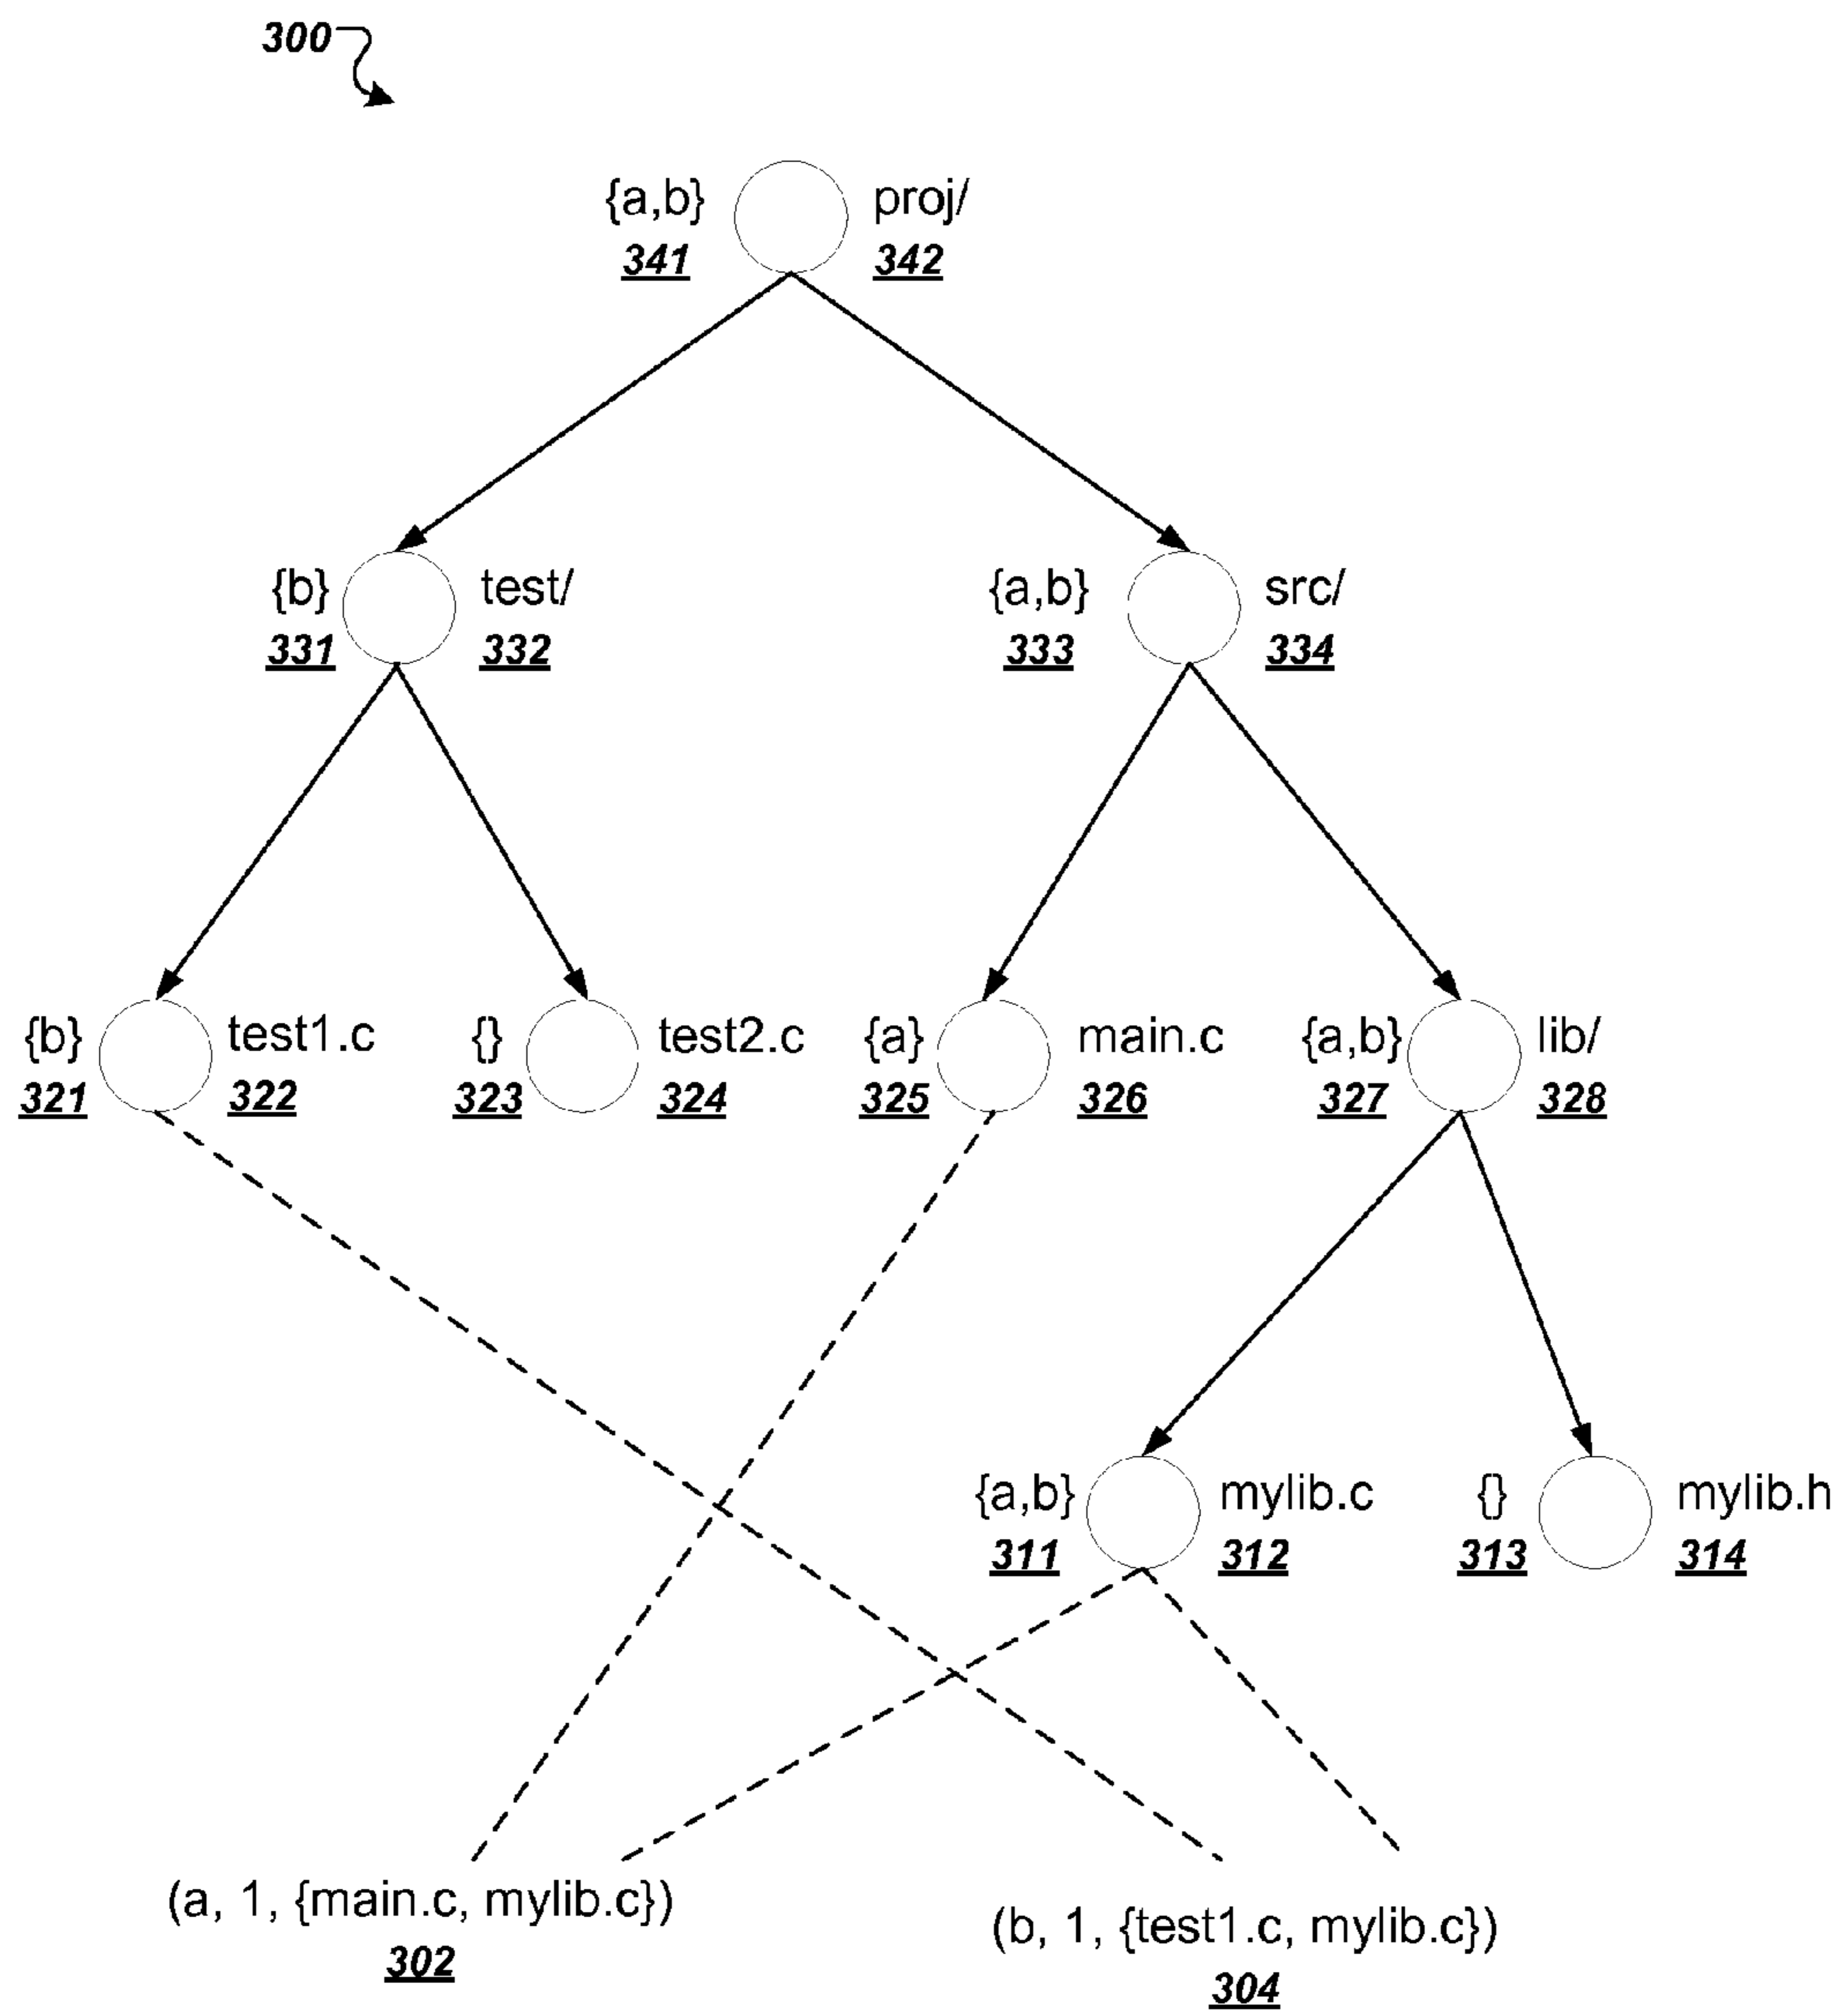 300
{a,b} proj/
341 342
{b} test/ {a,b} src/
331 332 333 334
{b} test1.c {} test2.c {a} main.c {a,b} lib/
321 322 323 324 325 326 327 328
{a,b} mylib.c {} mylib.h
311 312 313 314
(a, 1, {main.c, mylib.c})
302
(b, 1, {test1.c, mylib.c})
304